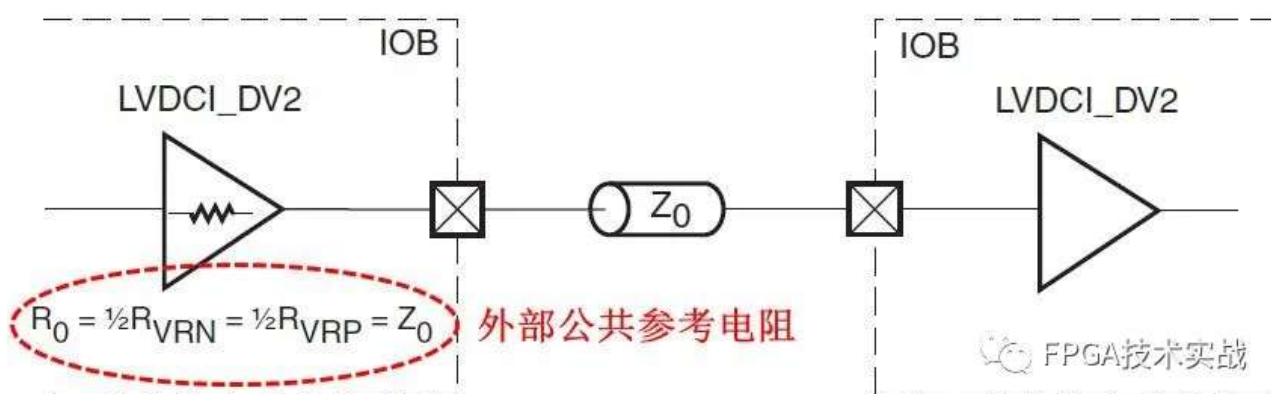 IOB
IOB
LVDCI_DV2
LVDCI_DV2
Z0
R0 = ½RVRN = ½RVRP = Z0
外部公共参考电阻
FPGA技术实战